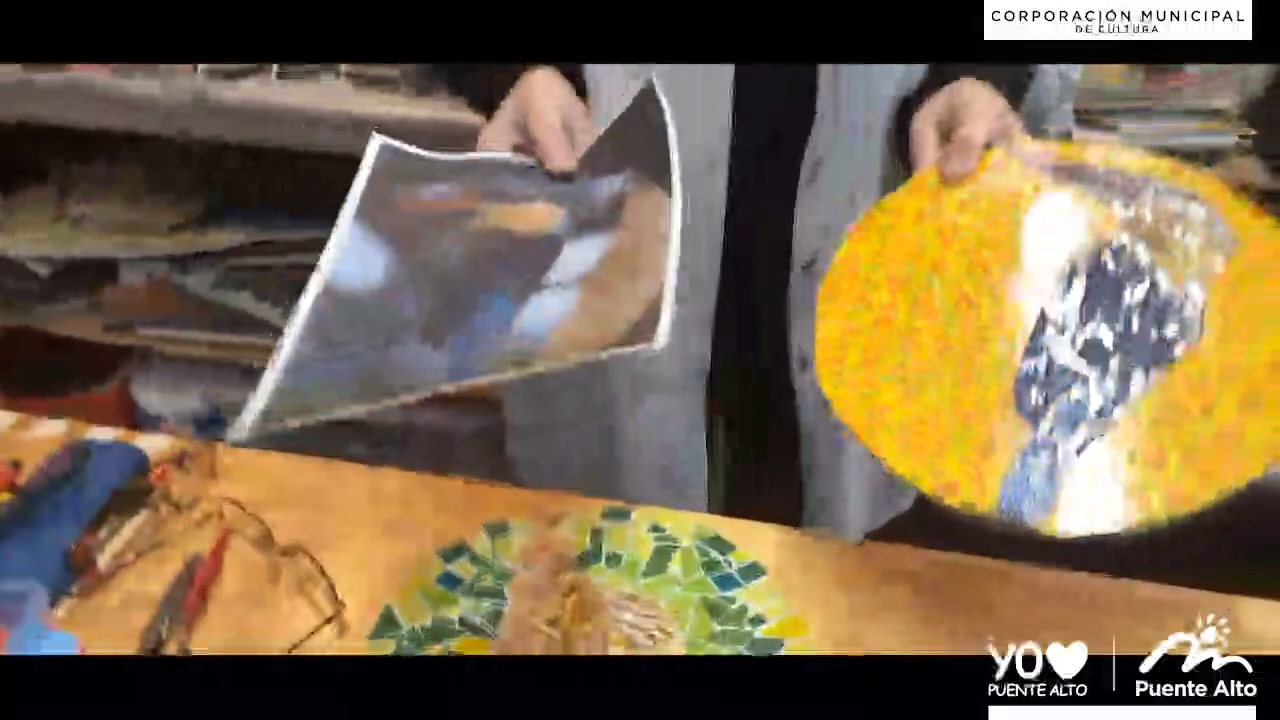 CORPORACIÓN MUNICIPAL
DE CULTURA
YO
PUENTE ALTO
Puente Alto